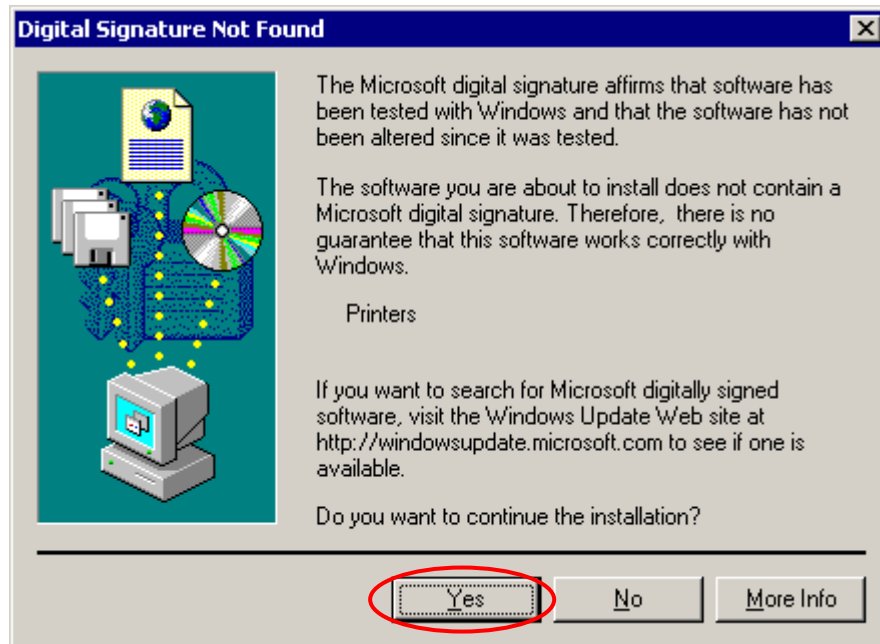 Digital Signature Not Found
The Microsoft digital signature affirms that software has
been tested with Windows and that the software has not
been altered since it was tested.
The software you are about to install does not contain a
Microsoft digital signature. Therefore,  there is no
guarantee that this software works correctly with
Windows.
Printers
If you want to search for Microsoft digitally signed
software, visit the Windows Update Web site at
http://windowsupdate.microsoft.com to see if one is
available.
Do you want to continue the installation?
Yes No More Info